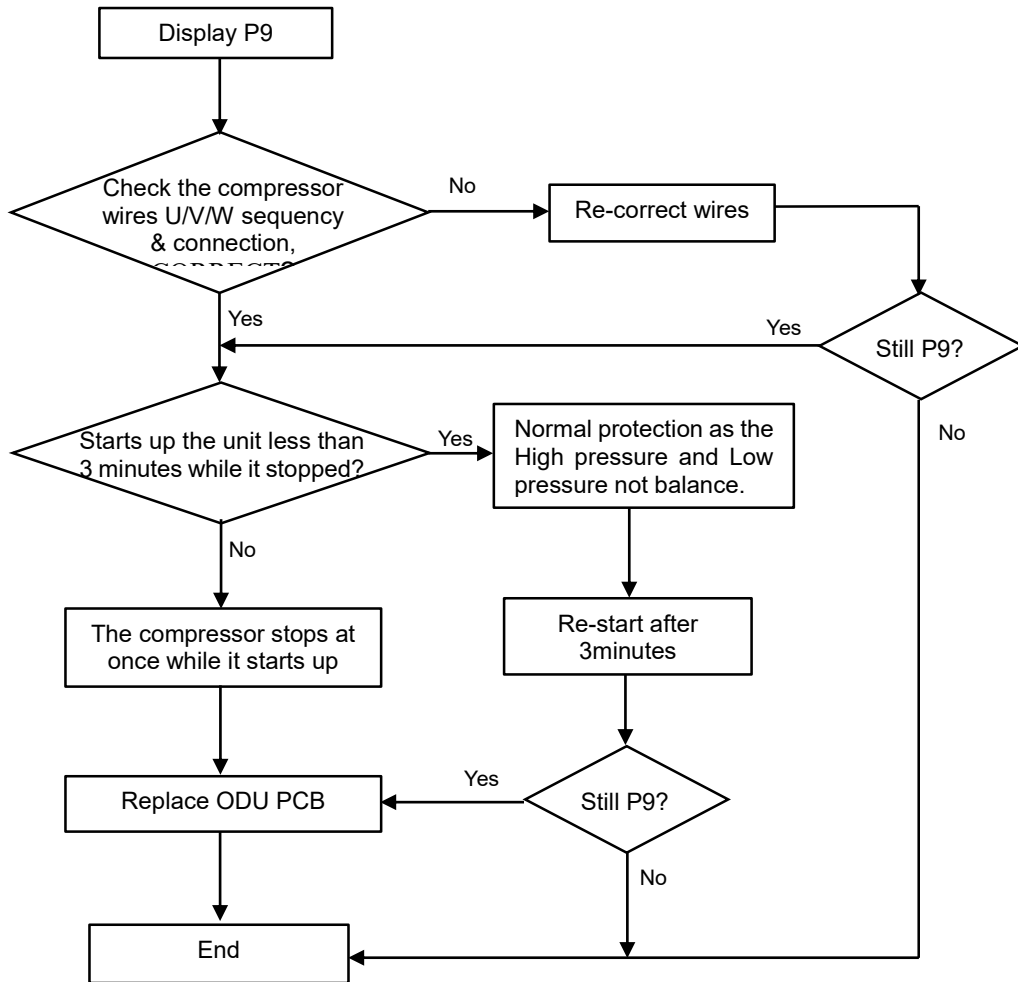 Display P9
Check the compressor
wires U/V/W sequency
& connection,
CORRECT?
No
Re-correct wires
Yes
Yes
Still P9?
No
Starts up the unit less than
3 minutes while it stopped?
Yes
Normal protection as the
High pressure and Low
pressure not balance.
No
The compressor stops at
once while it starts up
Re-start after
3minutes
Replace ODU PCB
Yes
Still P9?
No
End